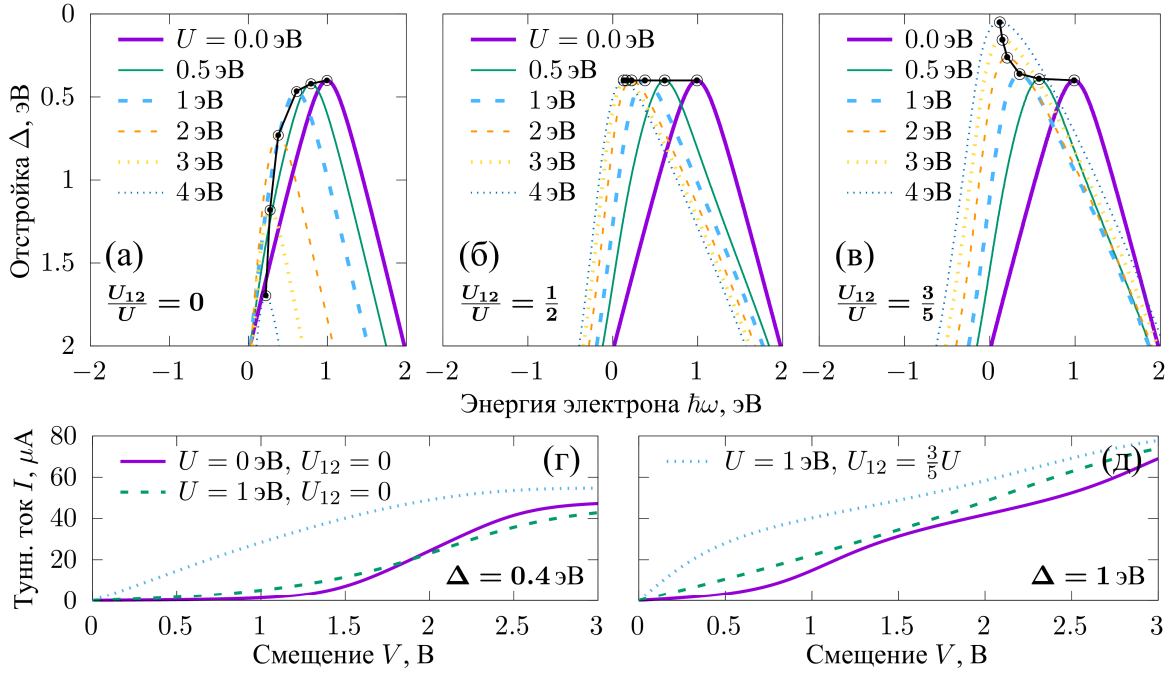 0
0.5
1
1.5
2
Отстройка Δ, эВ
U = 0.0 эВ
0.5 эВ
1 эВ
2 эВ
3 эВ
4 эВ
(а)
U₁₂/U = 0
−2 −1 0 1 2
U = 0.0 эВ
0.5 эВ
1 эВ
2 эВ
3 эВ
4 эВ
(б)
U₁₂/U = 1/2
−2 −1 0 1 2
0.0 эВ
0.5 эВ
1 эВ
2 эВ
3 эВ
4 эВ
(в)
U₁₂/U = 3/5
−2 −1 0 1 2
Энергия электрона ħω, эВ
80
60
40
20
0
Тунн. ток I, μA
U = 0 эВ, U₁₂ = 0
U = 1 эВ, U₁₂ = 0
(г)
Δ = 0.4 эВ
0 0.5 1 1.5 2 2.5 3
Смещение V, В
U = 1 эВ, U₁₂ = 3/5 U
(д)
Δ = 1 эВ
0 0.5 1 1.5 2 2.5 3
Смещение V, В